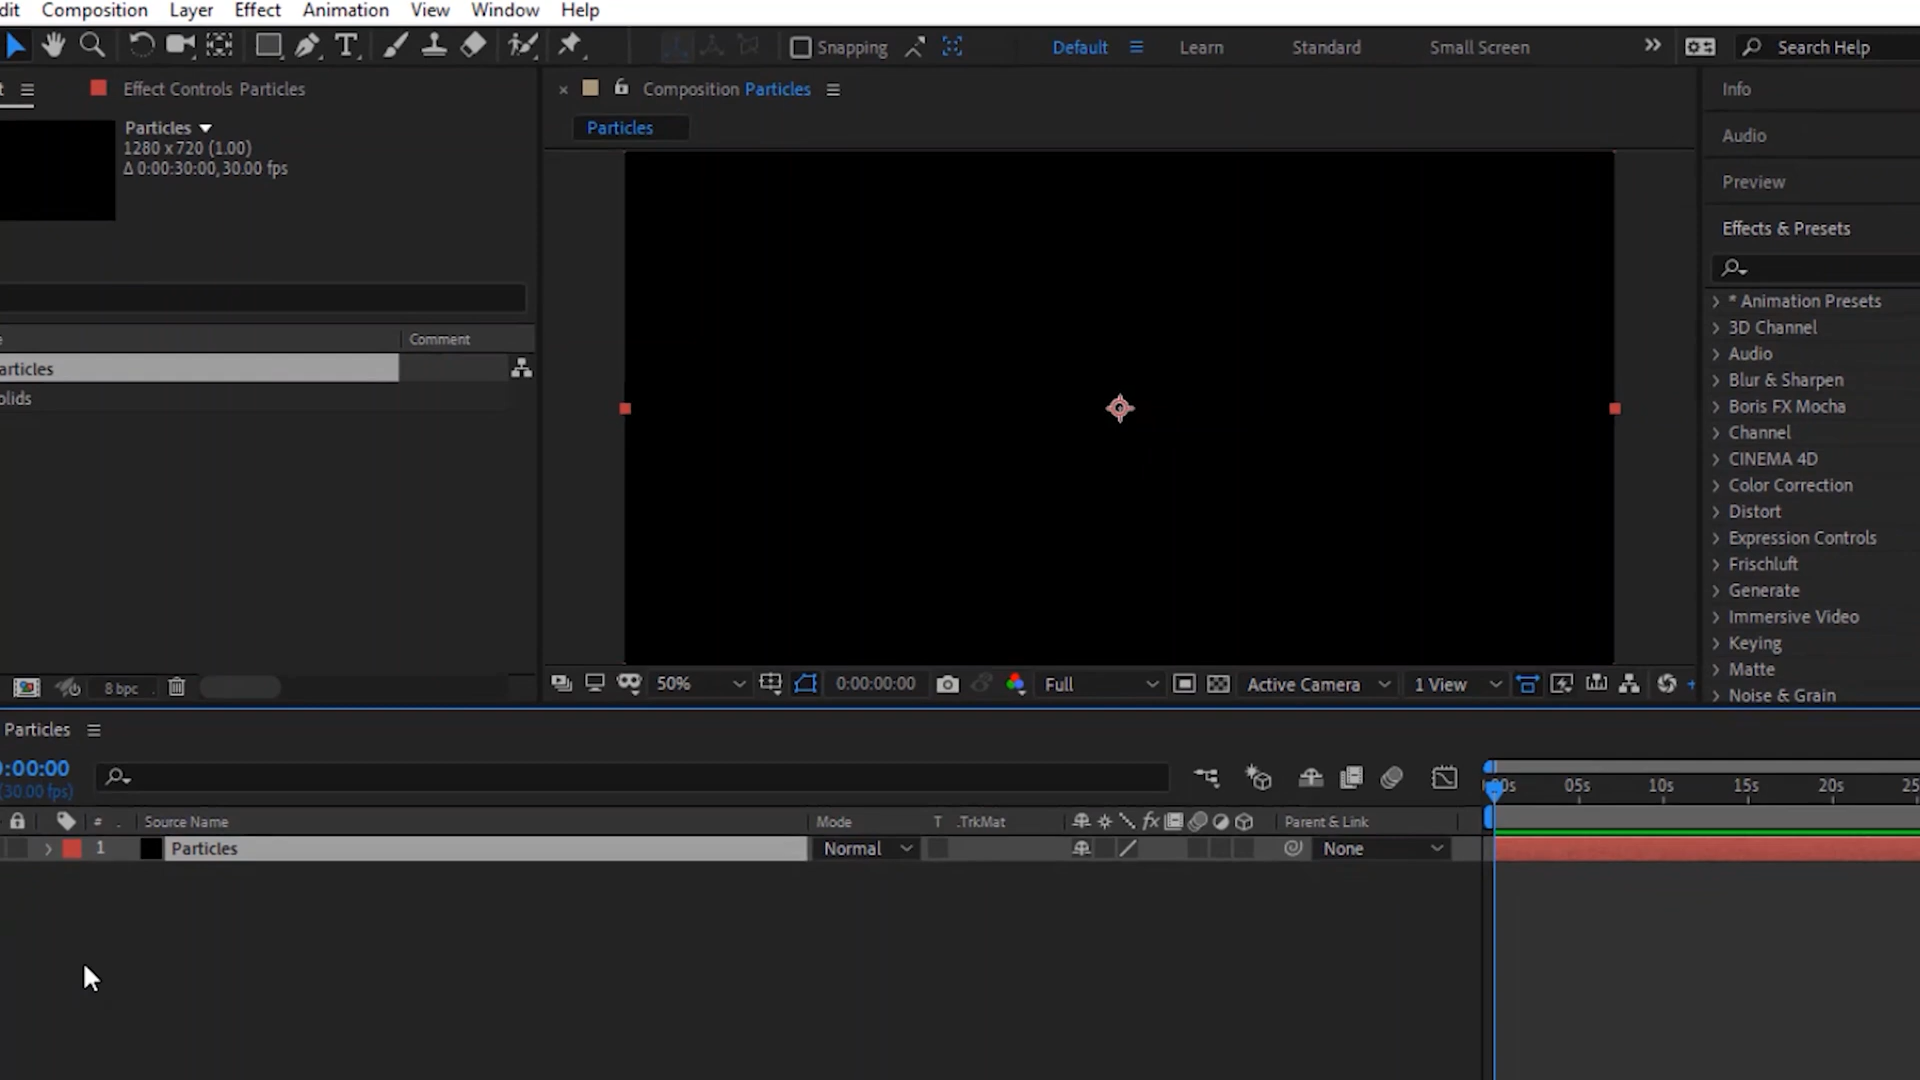 dit Composition Layer Effect Animation View Window Help
Snapping Default Learn Standard Small Screen Search Help
t Effect Controls Particles
Composition Particles
Info
Particles
1280 x 720 (1.00)
Δ 0:00:30:00, 30.00 fps
Particles
Audio
Preview
Effects & Presets
e Comment
articles
olids
* Animation Presets
3D Channel
Audio
Blur & Sharpen
Boris FX Mocha
Channel
CINEMA 4D
Color Correction
Distort
Expression Controls
Frischluft
Generate
Immersive Video
Keying
Matte
Noise & Grain
8 bpc
50% 0:00:00:00 Full Active Camera 1 View
Particles
0:00:00
(30.00 fps)
00s 05s 10s 15s 20s 25
# . Source Name Mode T .TrkMat fx Parent & Link
1 Particles Normal None